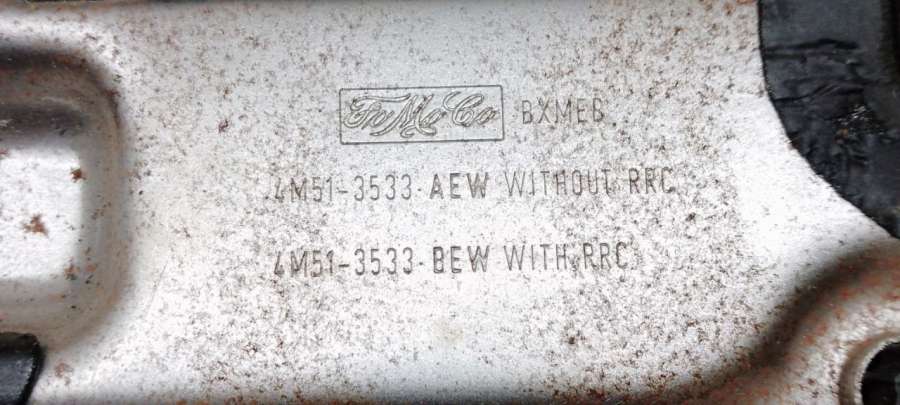 FoMoCo BXMEB
4M51-3533-AEW WITHOUT RRC
4M51-3533-BEW WITH RRC